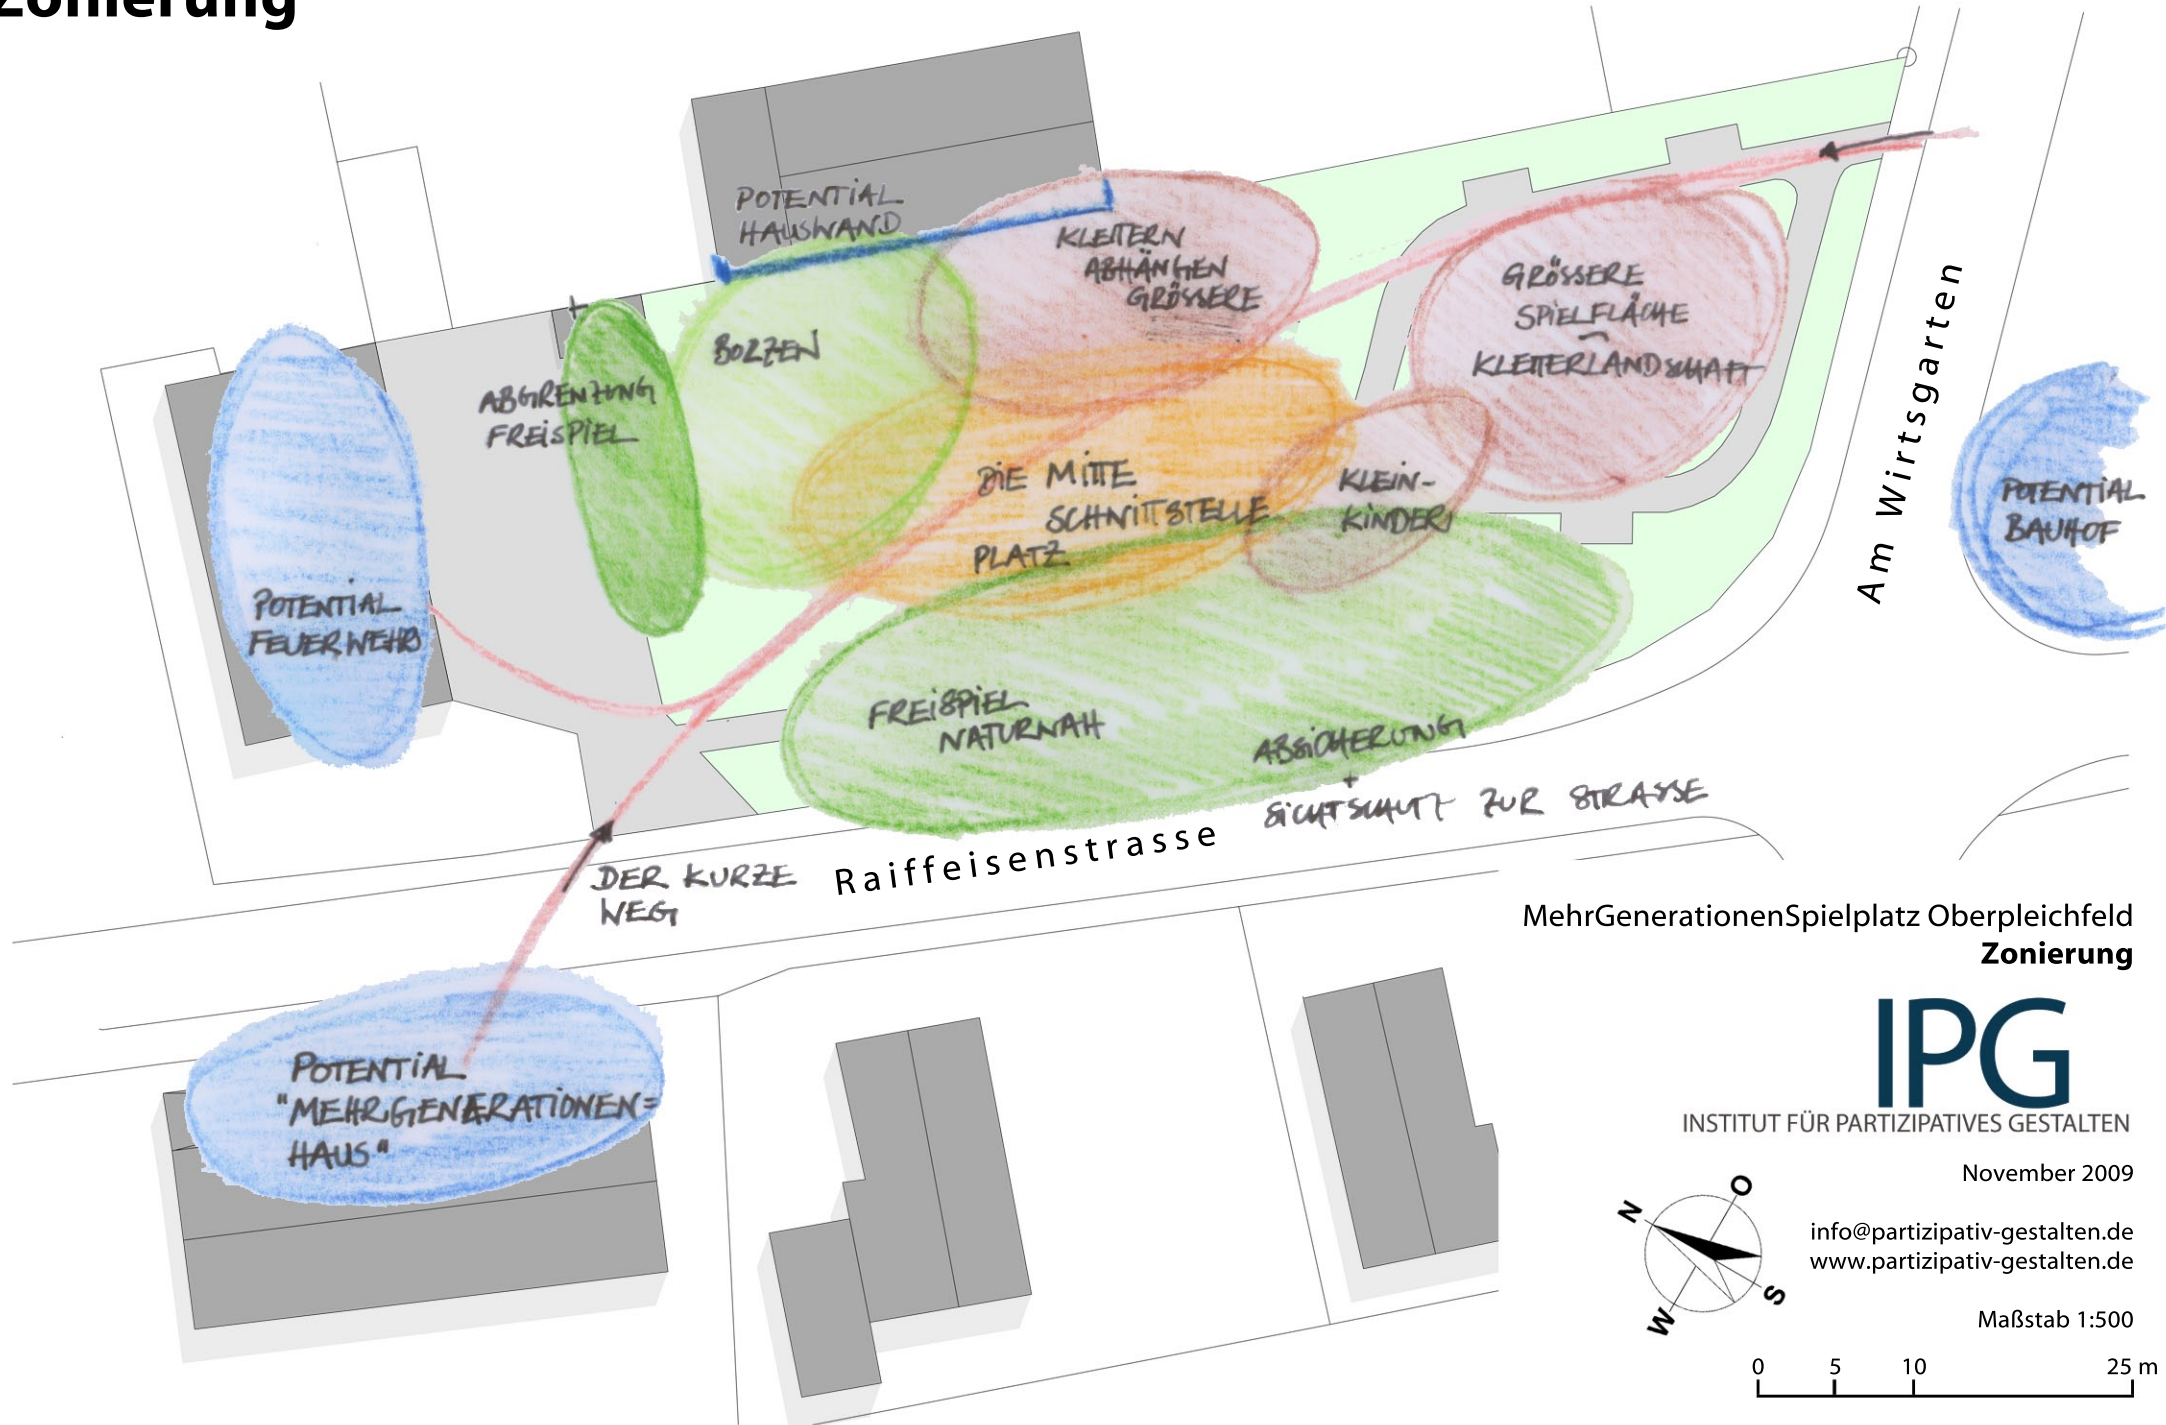 Zonierung
POTENTIAL
HAUSWAND
KLETTERN
ABHÄNGEN
GRÖSSERE
GRÖSSERE
SPIELFLÄCHE
KLETTERLANDSCHAFT
BOLZEN
ABGRENZUNG
FREISPIEL
DIE MITTE
SCHNITTSTELLE
PLATZ
KLEIN-
KINDER
Am Wirtsgarten
POTENTIAL
BAUHOF
POTENTIAL
FEUERWEHR
FREISPIEL
NATURNAH
ABSICHERUNG
+
SICHTSCHUTZ ZUR STRASSE
Raiffeisenstrasse
DER KURZE
WEG
POTENTIAL
"MEHRGENERATIONEN=
HAUS"
MehrGenerationenSpielplatz Oberpleichfeld
Zonierung
IPG
INSTITUT FÜR PARTIZIPATIVES GESTALTEN
November 2009
N
O
S
W
info@partizipativ-gestalten.de
www.partizipativ-gestalten.de
Maßstab 1:500
0 5 10 25 m